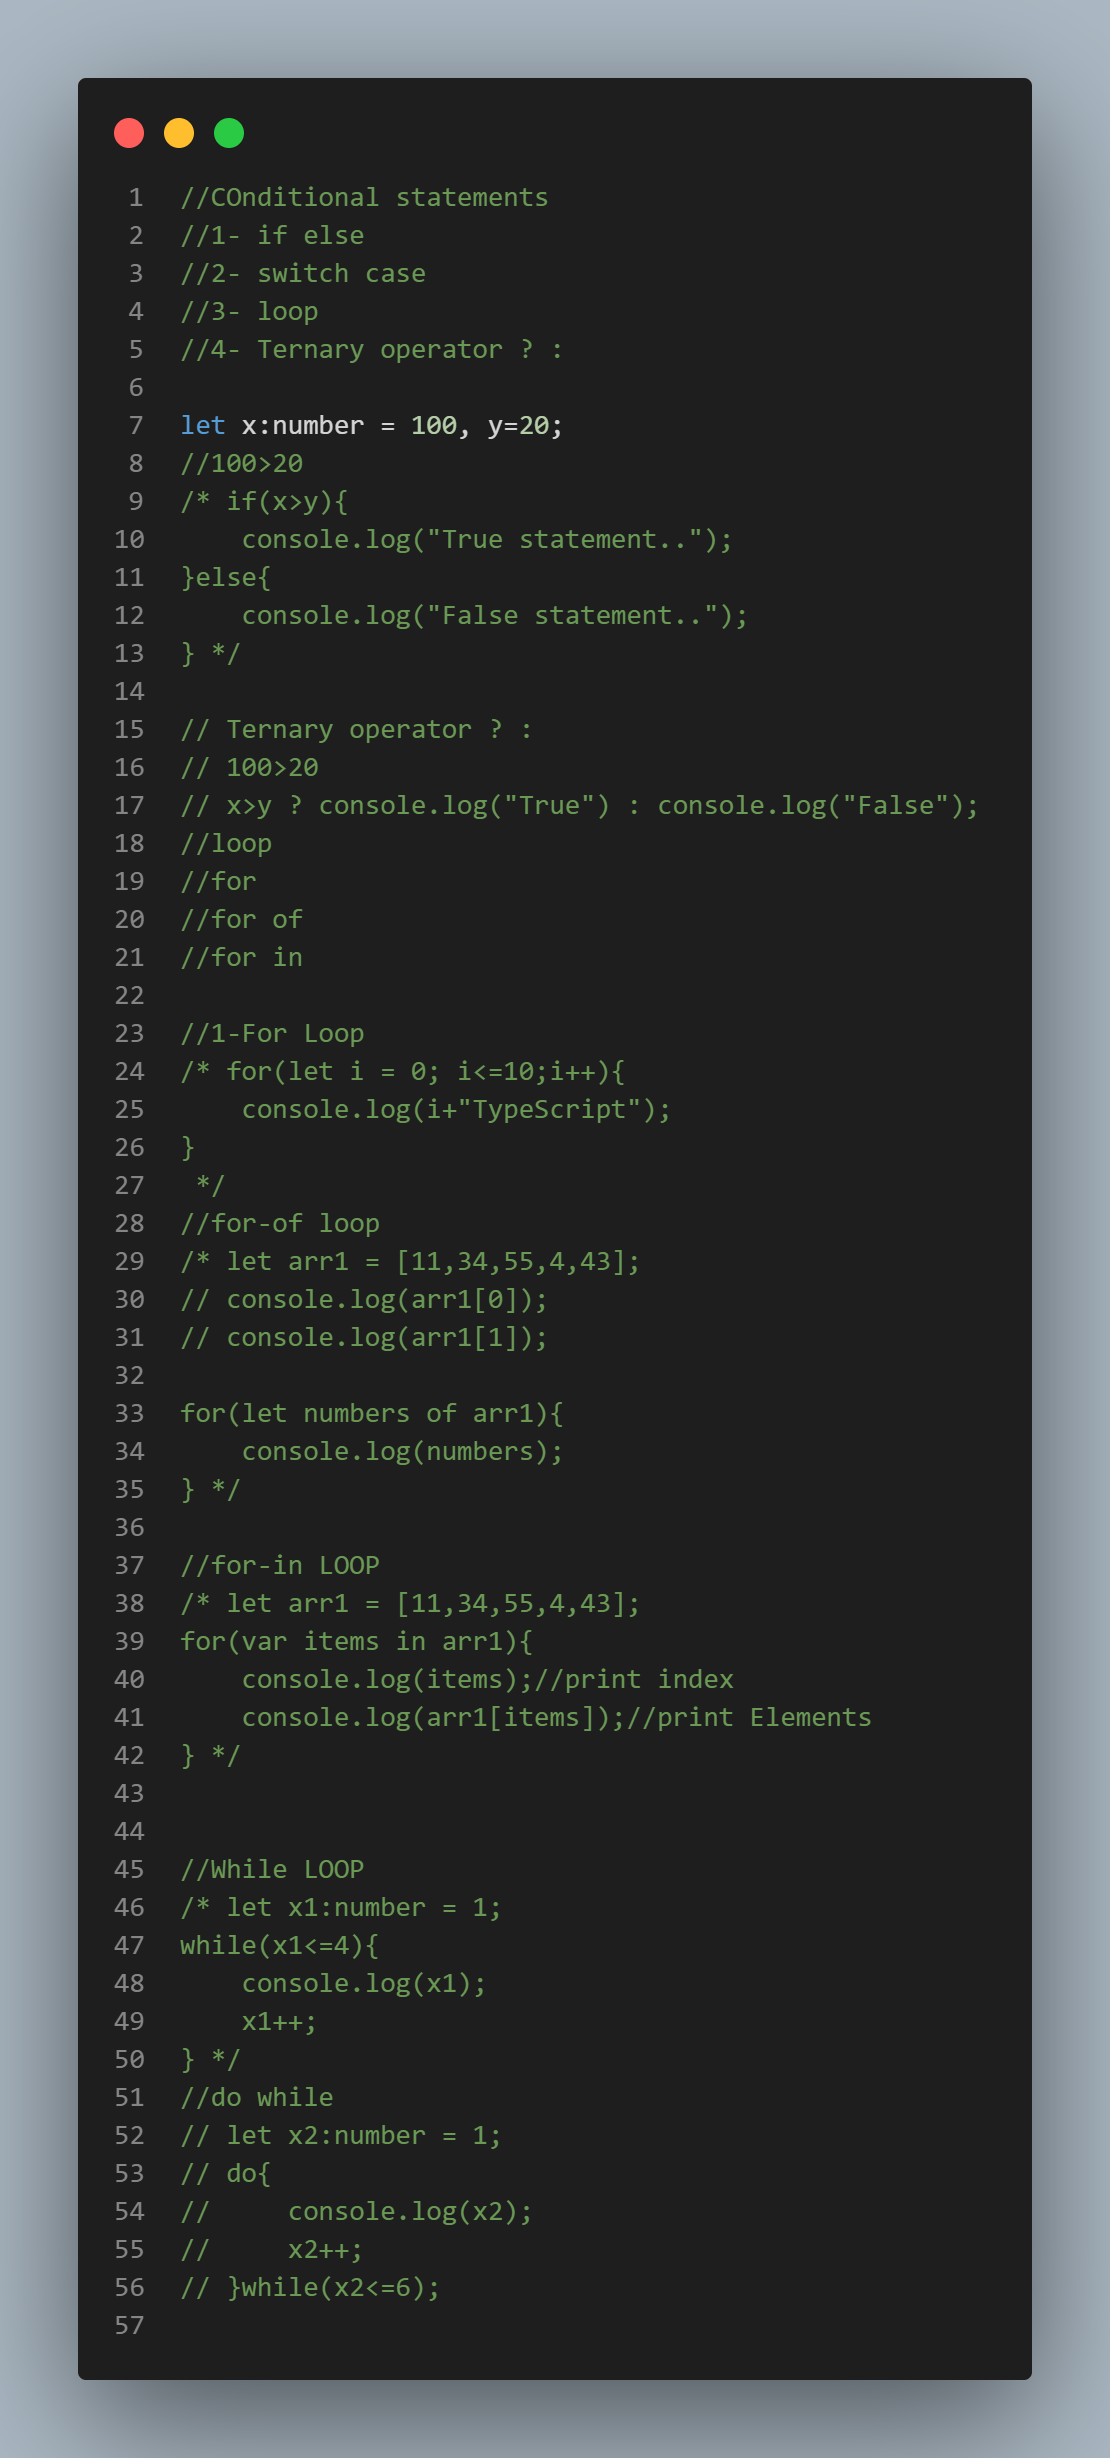 1 //COnditional statements
2 //1- if else
3 //2- switch case
4 //3- loop
5 //4- Ternary operator ? :
6
7 let x:number = 100, y=20;
8 //100>20
9 /* if(x>y){
10     console.log("True statement..");
11 }else{
12     console.log("False statement..");
13 } */
14
15 // Ternary operator ? :
16 // 100>20
17 // x>y ? console.log("True") : console.log("False");
18 //loop
19 //for
20 //for of
21 //for in
22
23 //1-For Loop
24 /* for(let i = 0; i<=10;i++){
25     console.log(i+"TypeScript");
26 }
27  */
28 //for-of loop
29 /* let arr1 = [11,34,55,4,43];
30 // console.log(arr1[0]);
31 // console.log(arr1[1]);
32
33 for(let numbers of arr1){
34     console.log(numbers);
35 } */
36
37 //for-in LOOP
38 /* let arr1 = [11,34,55,4,43];
39 for(var items in arr1){
40     console.log(items);//print index
41     console.log(arr1[items]);//print Elements
42 } */
43
44
45 //While LOOP
46 /* let x1:number = 1;
47 while(x1<=4){
48     console.log(x1);
49     x1++;
50 } */
51 //do while
52 // let x2:number = 1;
53 // do{
54 //     console.log(x2);
55 //     x2++;
56 // }while(x2<=6);
57